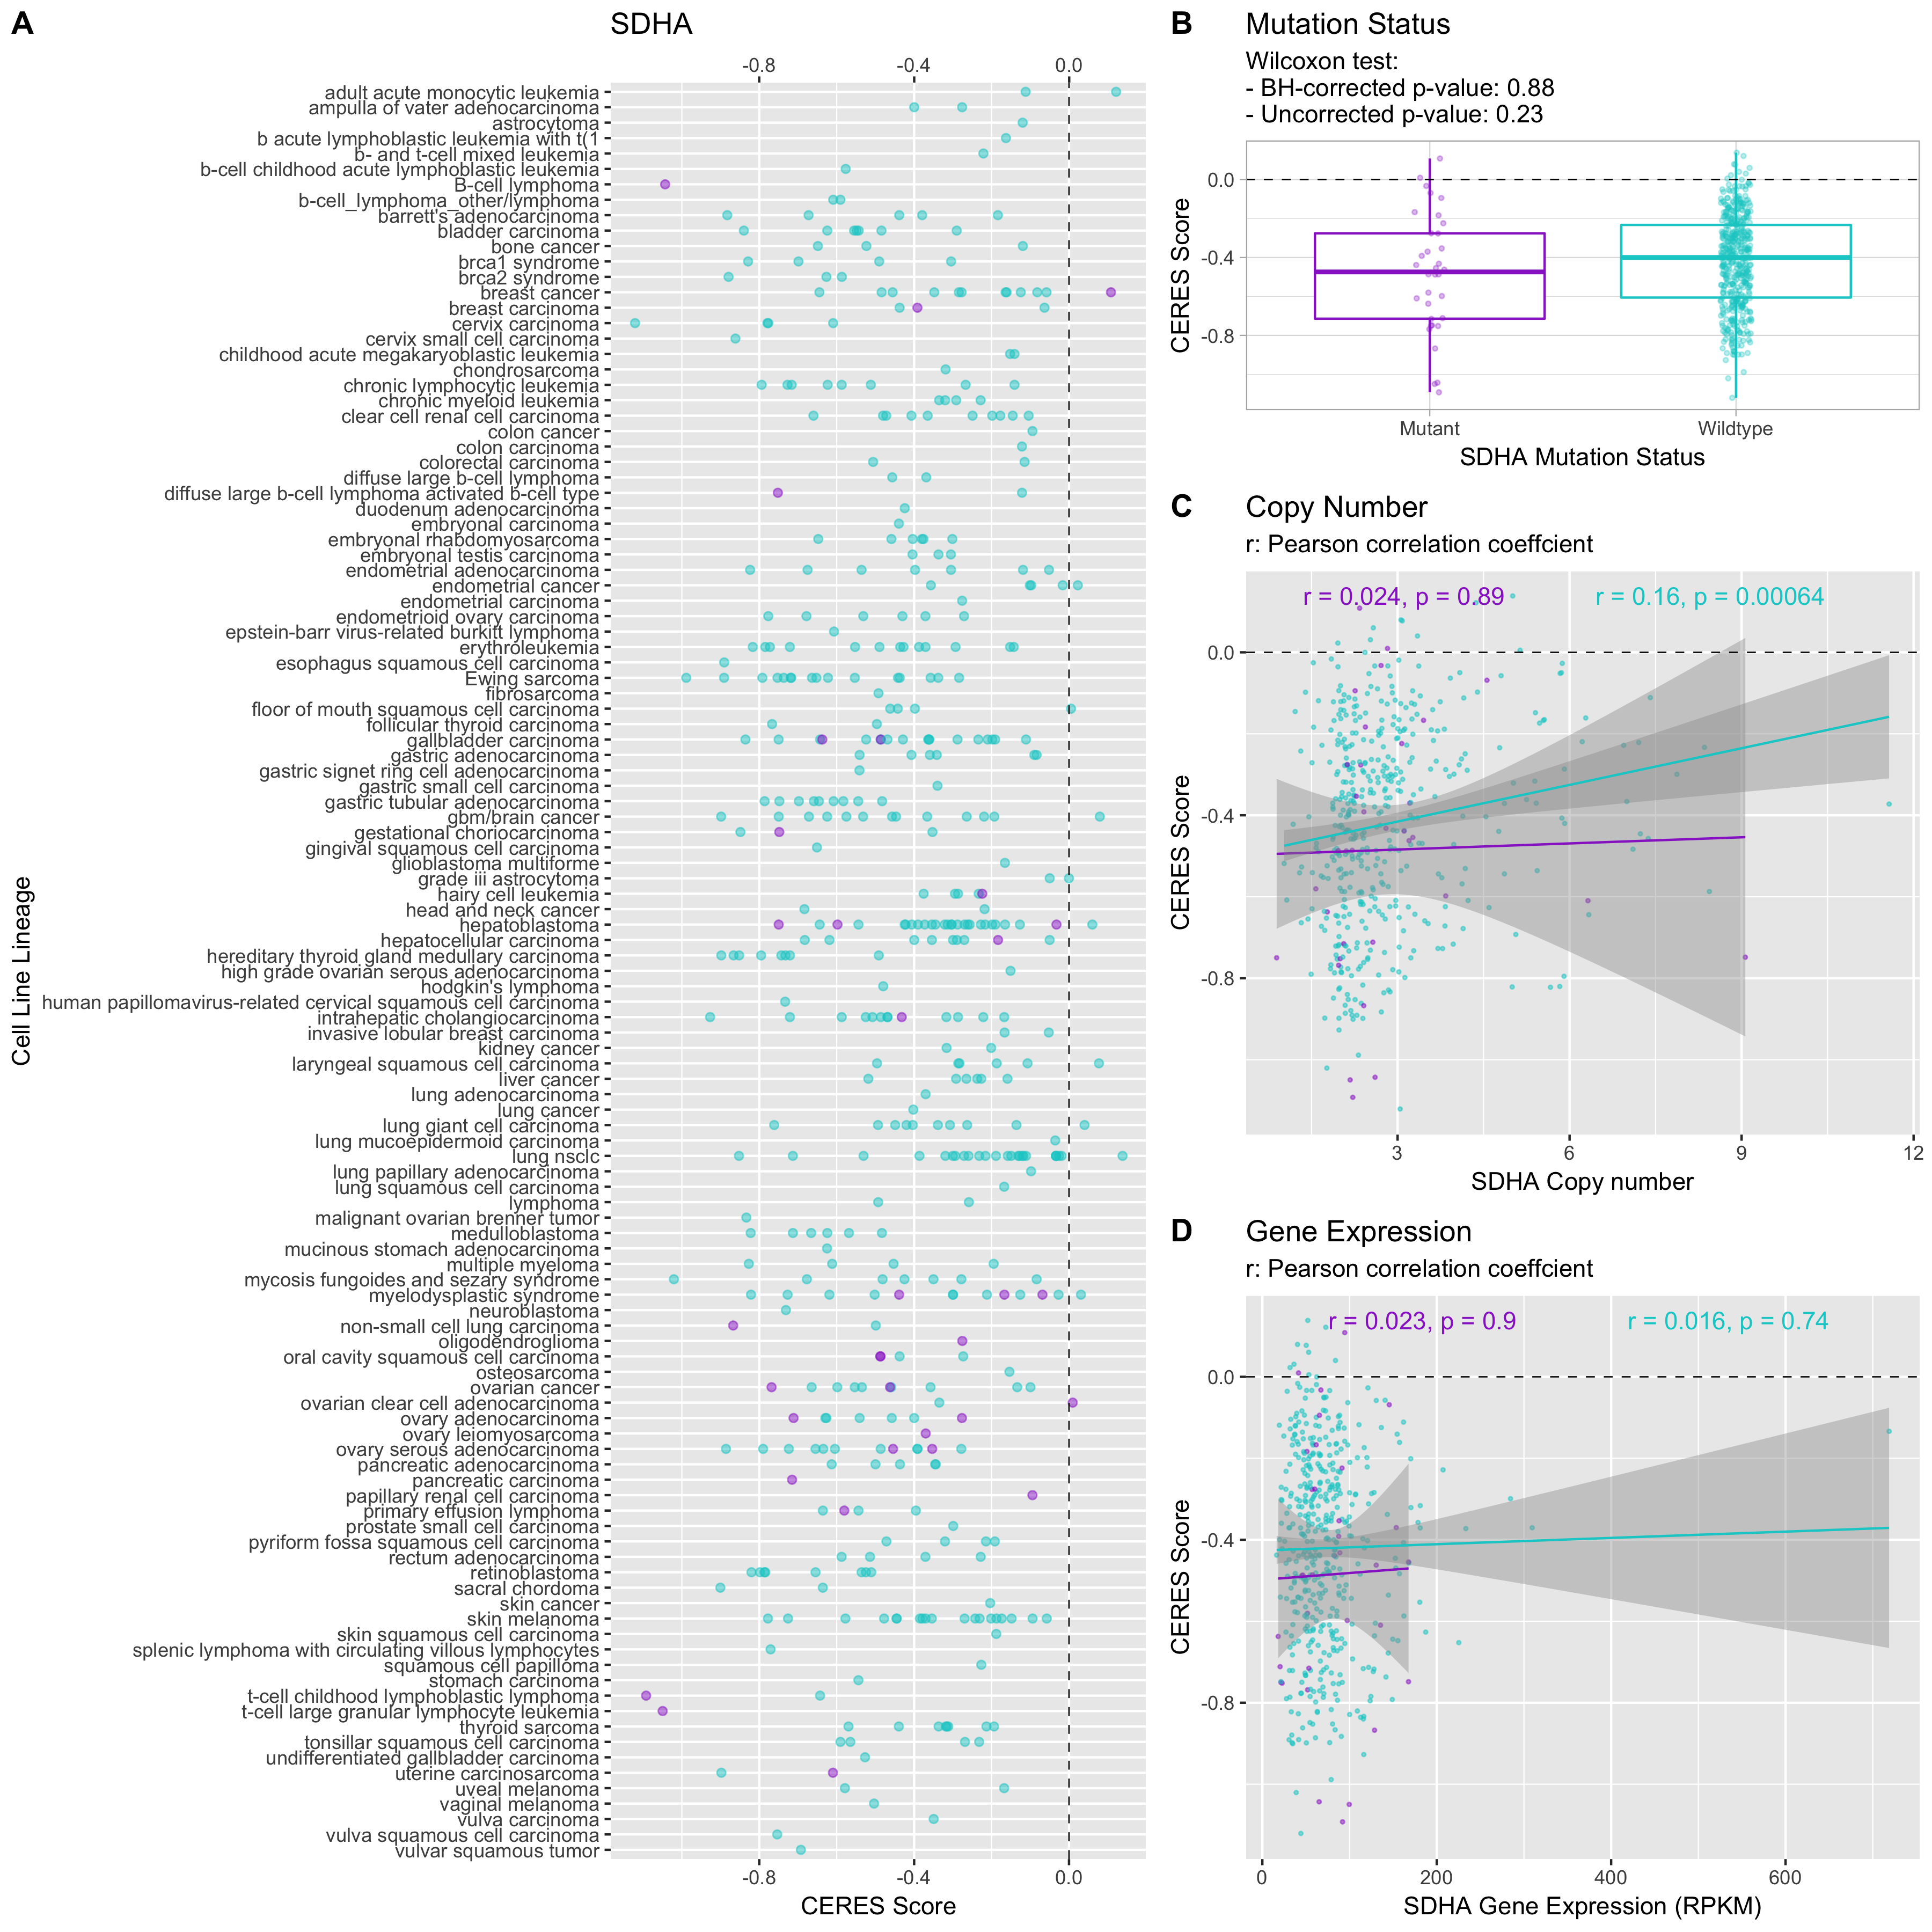 A
SDHA
-0.8
-0.4
0.0
adult acute monocytic leukemia
ampulla of vater adenocarcinoma
astrocytoma
b acute lymphoblastic leukemia with t(1
b- and t-cell mixed leukemia
b-cell childhood acute lymphoblastic leukemia
B-cell lymphoma
b-cell_lymphoma_other/lymphoma
barrett's adenocarcinoma
bladder carcinoma
bone cancer
brca1 syndrome
brca2 syndrome
breast cancer
breast carcinoma
cervix carcinoma
cervix small cell carcinoma
childhood acute megakaryoblastic leukemia
chondrosarcoma
chronic lymphocytic leukemia
chronic myeloid leukemia
clear cell renal cell carcinoma
colon cancer
colon carcinoma
colorectal carcinoma
diffuse large b-cell lymphoma
diffuse large b-cell lymphoma activated b-cell type
duodenum adenocarcinoma
embryonal carcinoma
embryonal rhabdomyosarcoma
embryonal testis carcinoma
endometrial adenocarcinoma
endometrial cancer
endometrial carcinoma
endometrioid ovary carcinoma
epstein-barr virus-related burkitt lymphoma
erythroleukemia
esophagus squamous cell carcinoma
Ewing sarcoma
fibrosarcoma
floor of mouth squamous cell carcinoma
follicular thyroid carcinoma
gallbladder carcinoma
gastric adenocarcinoma
gastric signet ring cell adenocarcinoma
gastric small cell carcinoma
gastric tubular adenocarcinoma
gbm/brain cancer
gestational choriocarcinoma
gingival squamous cell carcinoma
glioblastoma multiforme
grade iii astrocytoma
hairy cell leukemia
head and neck cancer
hepatoblastoma
hepatocellular carcinoma
hereditary thyroid gland medullary carcinoma
high grade ovarian serous adenocarcinoma
hodgkin's lymphoma
human papillomavirus-related cervical squamous cell carcinoma
intrahepatic cholangiocarcinoma
invasive lobular breast carcinoma
kidney cancer
laryngeal squamous cell carcinoma
liver cancer
lung adenocarcinoma
lung cancer
lung giant cell carcinoma
lung mucoepidermoid carcinoma
lung nsclc
lung papillary adenocarcinoma
lung squamous cell carcinoma
lymphoma
malignant ovarian brenner tumor
medulloblastoma
mucinous stomach adenocarcinoma
multiple myeloma
mycosis fungoides and sezary syndrome
myelodysplastic syndrome
neuroblastoma
non-small cell lung carcinoma
oligodendroglioma
oral cavity squamous cell carcinoma
osteosarcoma
ovarian cancer
ovarian clear cell adenocarcinoma
ovary adenocarcinoma
ovary leiomyosarcoma
ovary serous adenocarcinoma
pancreatic adenocarcinoma
pancreatic carcinoma
papillary renal cell carcinoma
primary effusion lymphoma
prostate small cell carcinoma
pyriform fossa squamous cell carcinoma
rectum adenocarcinoma
retinoblastoma
sacral chordoma
skin cancer
skin melanoma
skin squamous cell carcinoma
splenic lymphoma with circulating villous lymphocytes
squamous cell papilloma
stomach carcinoma
t-cell childhood lymphoblastic lymphoma
t-cell large granular lymphocyte leukemia
thyroid sarcoma
tonsillar squamous cell carcinoma
undifferentiated gallbladder carcinoma
uterine carcinosarcoma
uveal melanoma
vaginal melanoma
vulva carcinoma
vulva squamous cell carcinoma
vulvar squamous tumor
-0.8
-0.4
0.0
CERES Score
Cell Line Lineage
B
Mutation Status
Wilcoxon test:
- BH-corrected p-value: 0.88
- Uncorrected p-value: 0.23
0.0
-0.4
-0.8
CERES Score
Mutant
Wildtype
SDHA Mutation Status
C
Copy Number
r: Pearson correlation coeffcient
r = 0.024, p = 0.89
r = 0.16, p = 0.00064
0.0
-0.4
-0.8
CERES Score
3
6
9
12
SDHA Copy number
D
Gene Expression
r: Pearson correlation coeffcient
r = 0.023, p = 0.9
r = 0.016, p = 0.74
0.0
-0.4
-0.8
CERES Score
0
200
400
600
SDHA Gene Expression (RPKM)